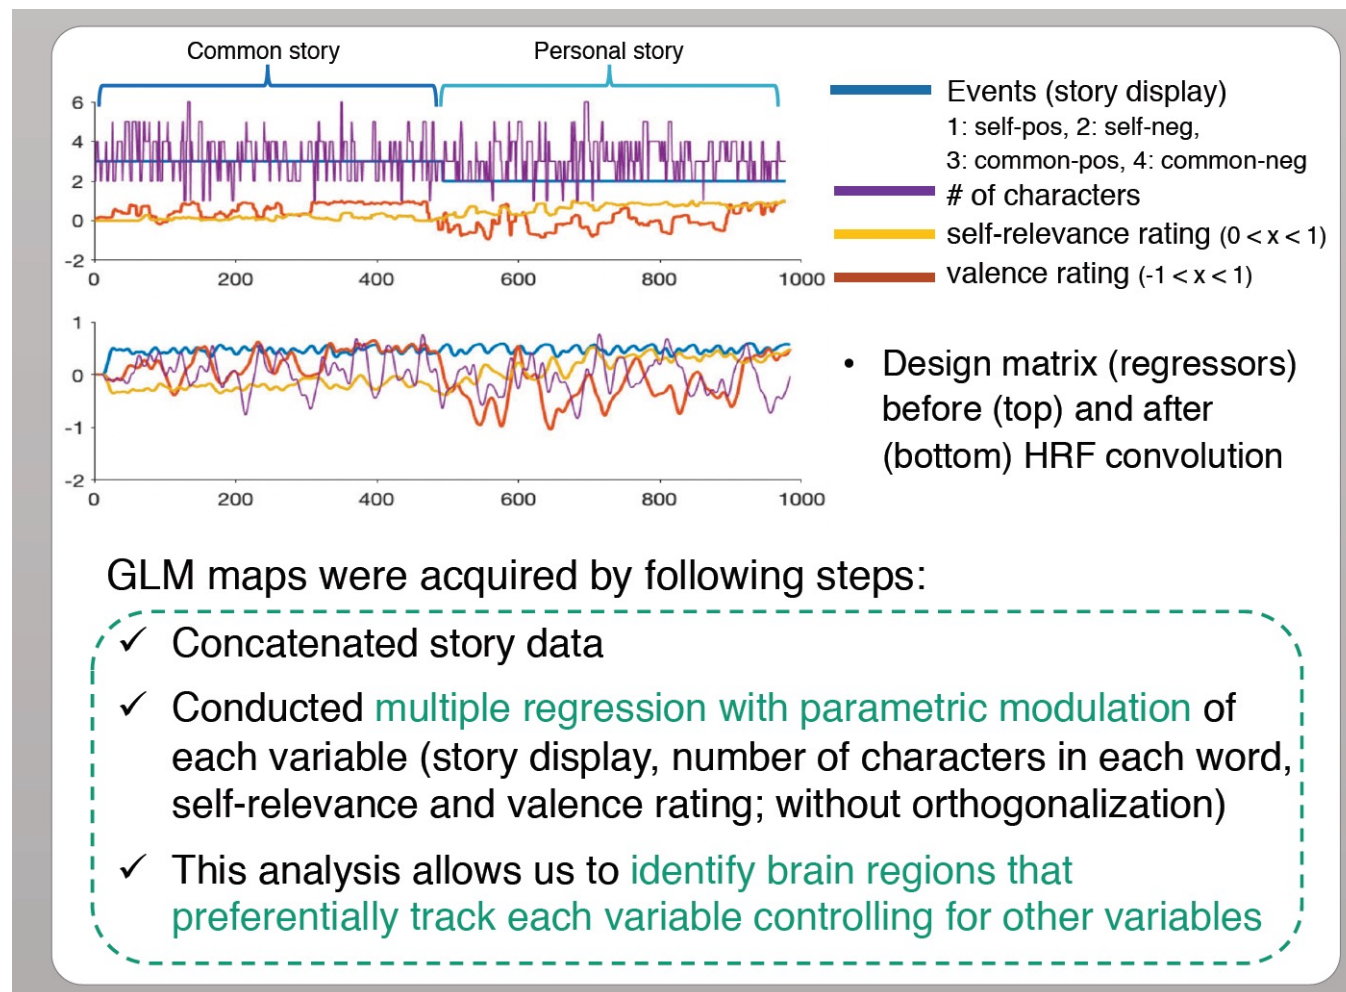 Common story
Personal story
6
4
2
0
-2
0
200
400
600
800
1000
Events (story display)
1: self-pos, 2: self-neg,
3: common-pos, 4: common-neg
# of characters
self-relevance rating (0 < x < 1)
valence rating (-1 < x < 1)
1
0
-1
-2
0
200
400
600
800
1000
• Design matrix (regressors)
before (top) and after
(bottom) HRF convolution
GLM maps were acquired by following steps:
✓ Concatenated story data
✓ Conducted multiple regression with parametric modulation of
each variable (story display, number of characters in each word,
self-relevance and valence rating; without orthogonalization)
✓ This analysis allows us to identify brain regions that
preferentially track each variable controlling for other variables